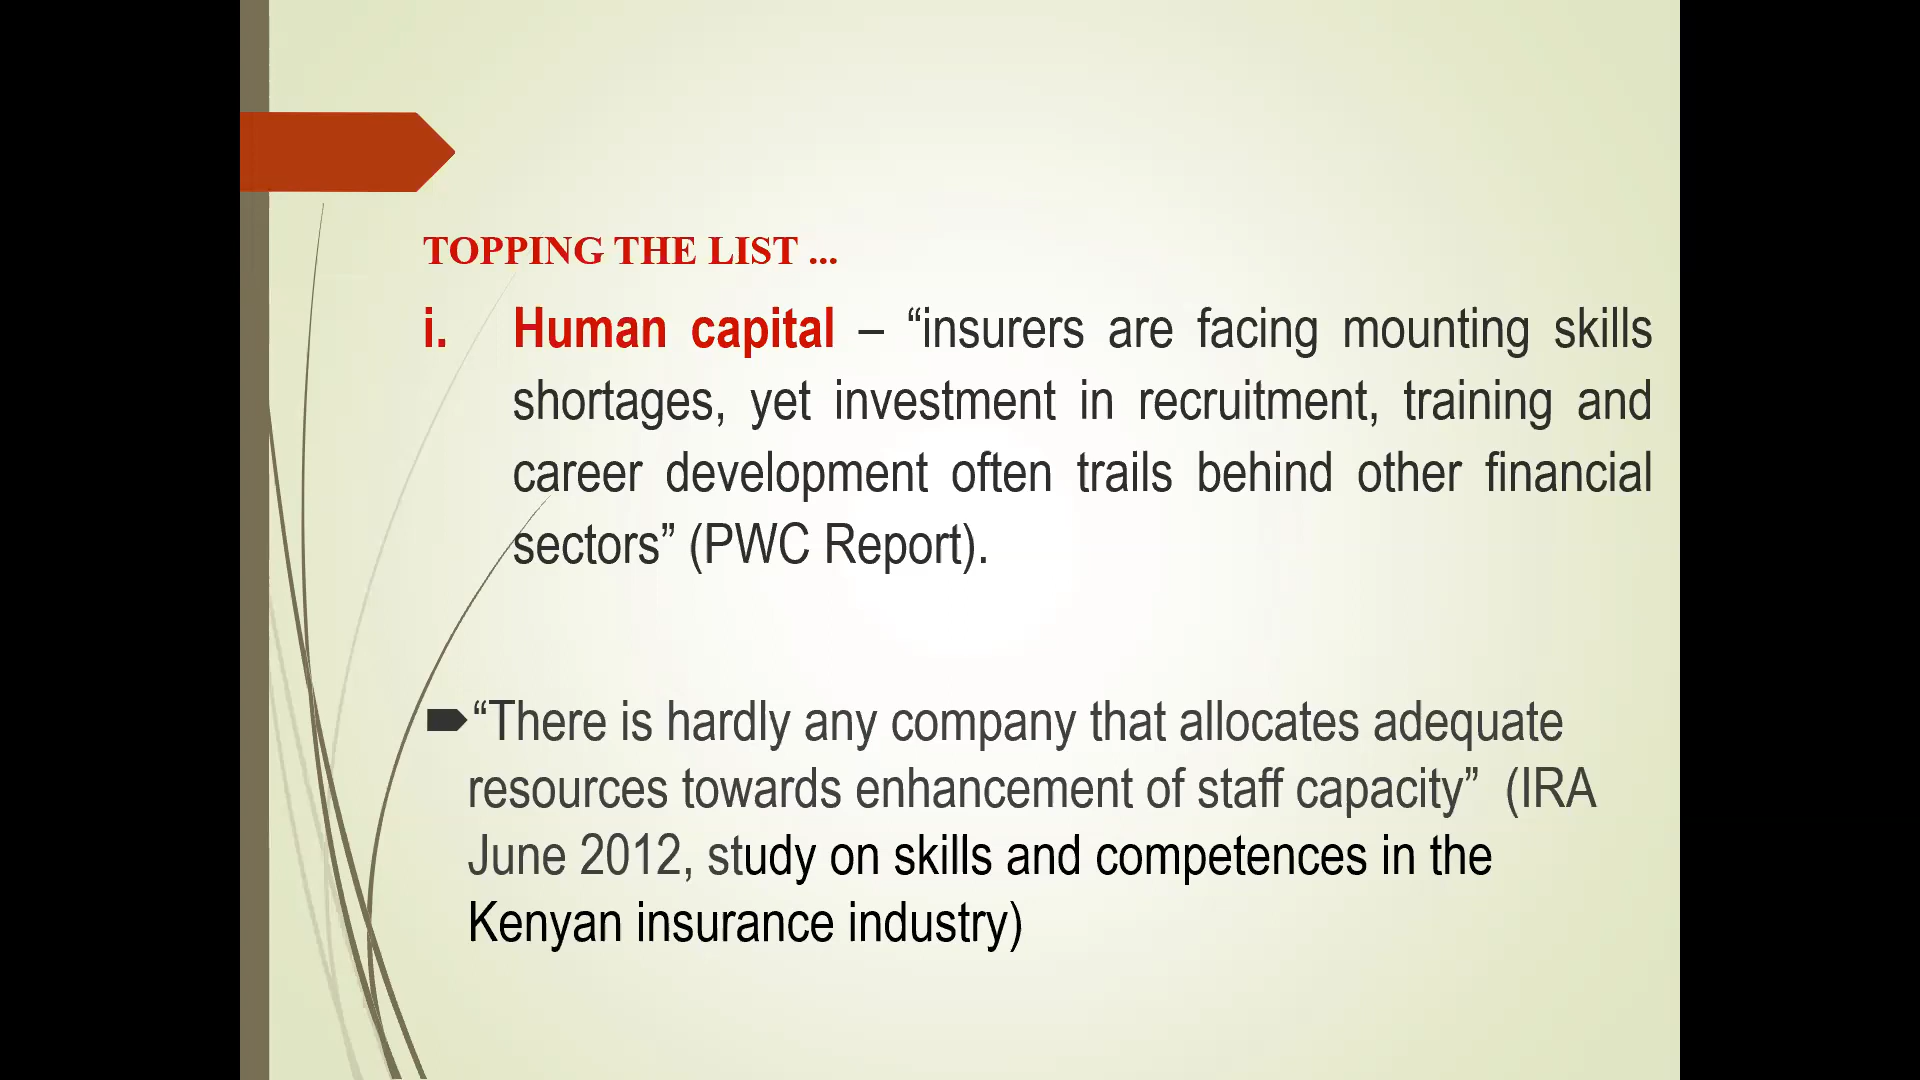 TOPPING THE LIST ...
i. Human capital – “insurers are facing mounting skills
shortages, yet investment in recruitment, training and
career development often trails behind other financial
sectors” (PWC Report).
“There is hardly any company that allocates adequate
resources towards enhancement of staff capacity” (IRA
June 2012, study on skills and competences in the
Kenyan insurance industry)